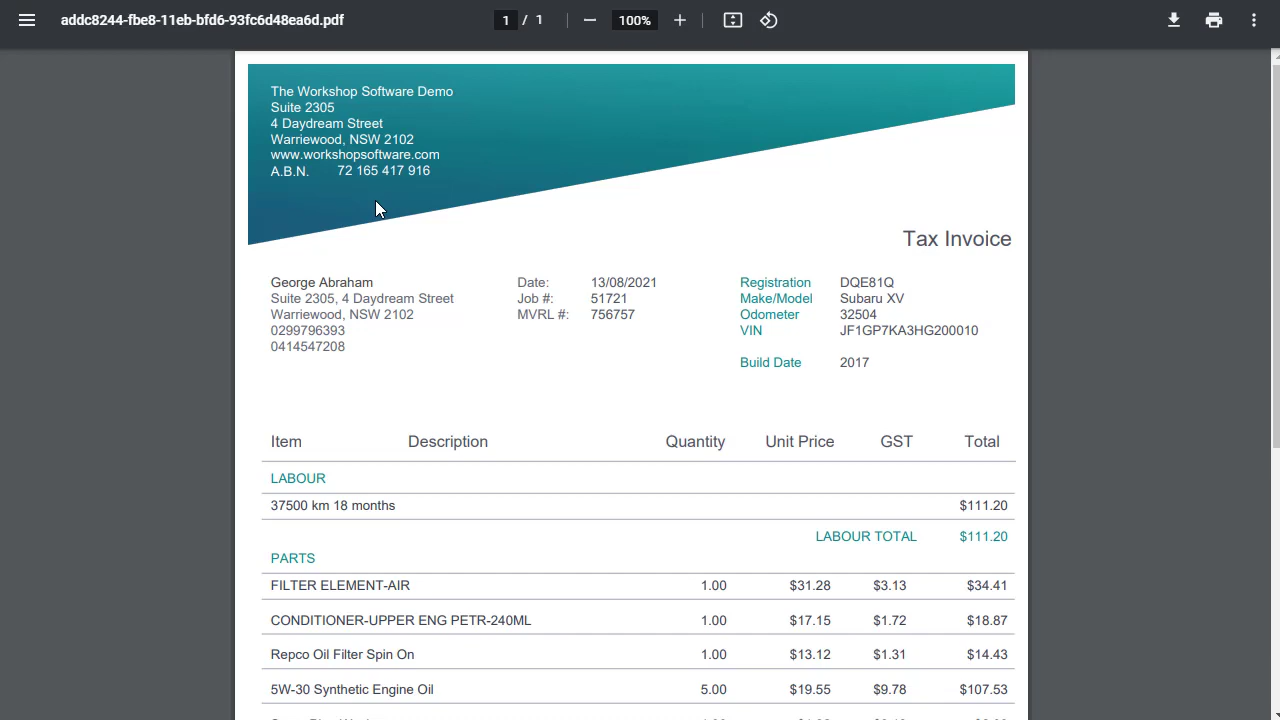 addc8244-fbe8-11eb-bfd6-93fc6d48ea6d.pdf 1 / 1 100%
The Workshop Software Demo
Suite 2305
4 Daydream Street
Warriewood, NSW 2102
www.workshopsoftware.com
A.B.N. 72 165 417 916
Tax Invoice
George Abraham Date: 13/08/2021 Registration DQE81Q
Suite 2305, 4 Daydream Street Job #: 51721 Make/Model Subaru XV
Warriewood, NSW 2102 MVRL #: 756757 Odometer 32504
0299796393 VIN JF1GP7KA3HG200010
0414547208
Build Date 2017
Item Description Quantity Unit Price GST Total
LABOUR
37500 km 18 months $111.20
LABOUR TOTAL $111.20
PARTS
FILTER ELEMENT-AIR 1.00 $31.28 $3.13 $34.41
CONDITIONER-UPPER ENG PETR-240ML 1.00 $17.15 $1.72 $18.87
Repco Oil Filter Spin On 1.00 $13.12 $1.31 $14.43
5W-30 Synthetic Engine Oil 5.00 $19.55 $9.78 $107.53